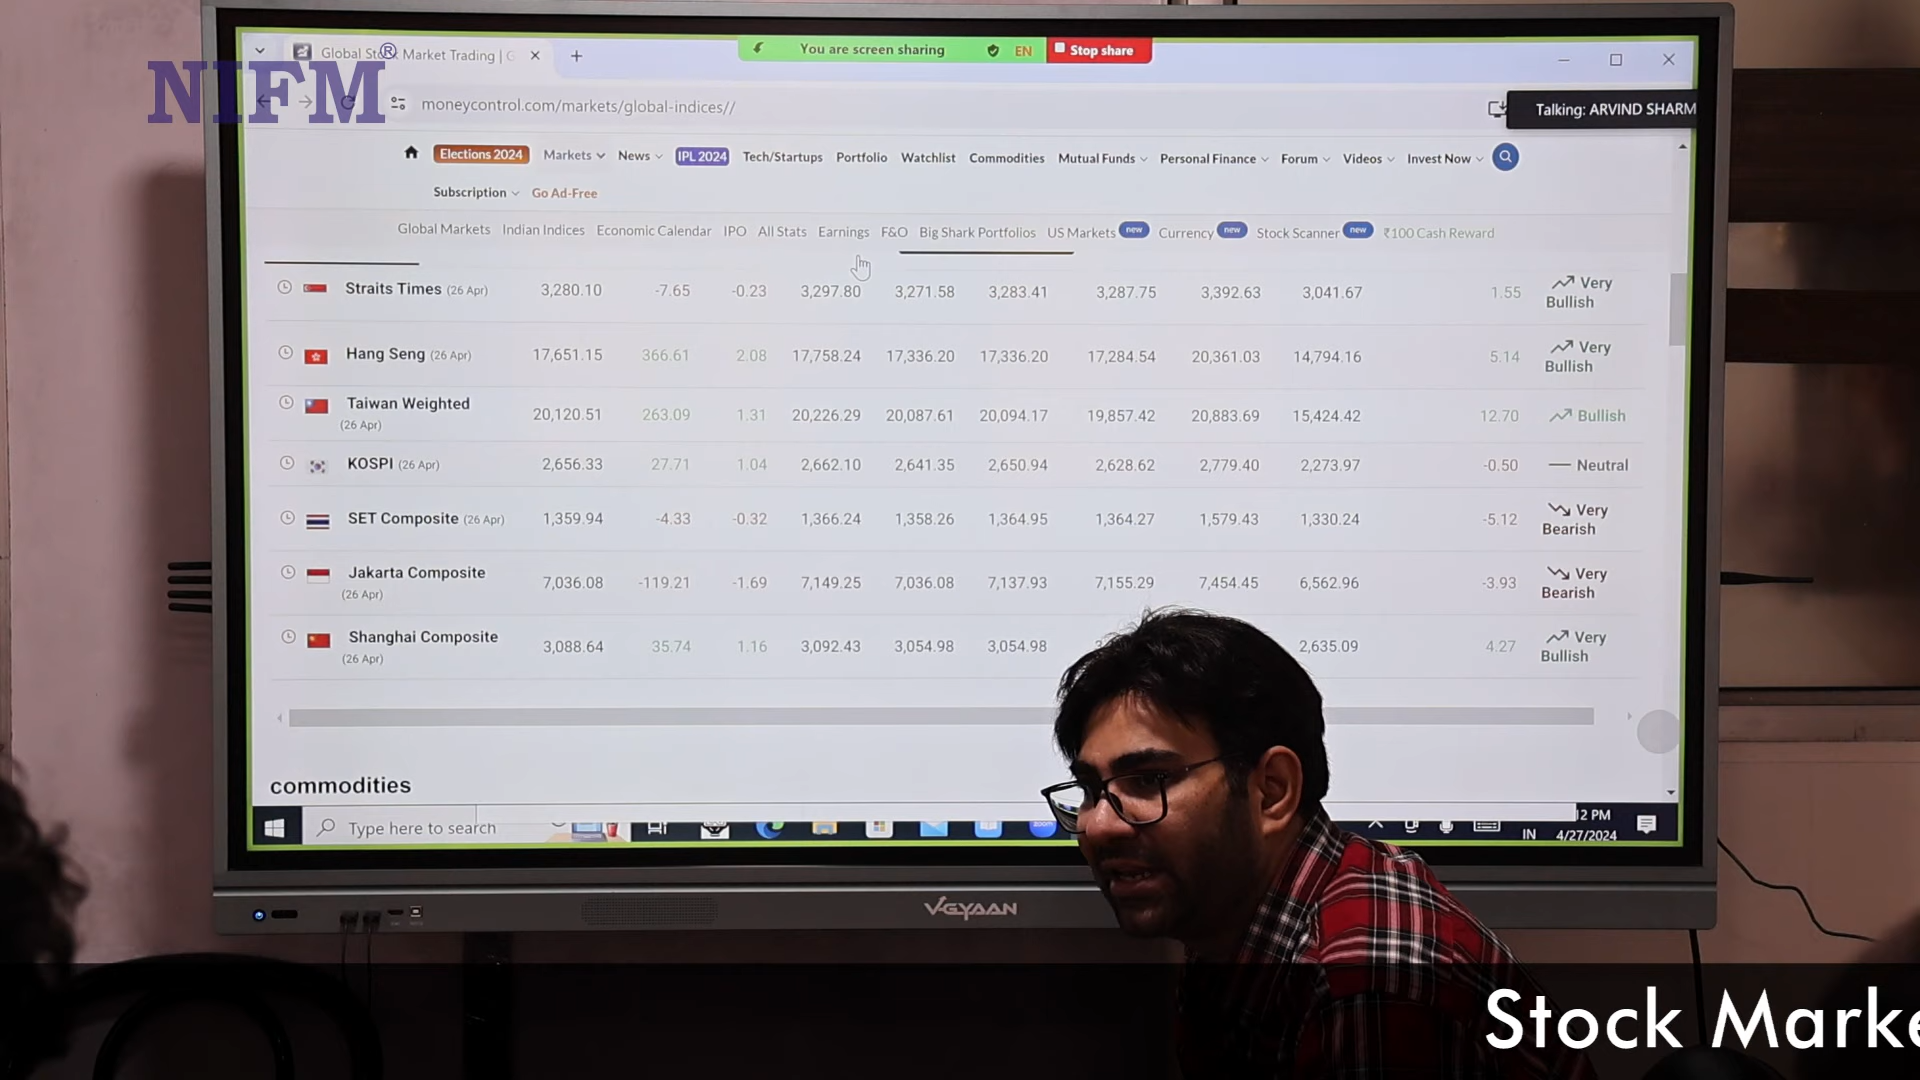 Global Stock Market Trading | G
You are screen sharing
EN
Stop share
NIFM®
moneycontrol.com/markets/global-indices//
Talking: ARVIND SHARM
Elections 2024 Markets News IPL 2024 Tech/Startups Portfolio Watchlist Commodities Mutual Funds Personal Finance Forum Videos Invest Now
Subscription Go Ad-Free
Global Markets Indian Indices Economic Calendar IPO All Stats Earnings F&O Big Shark Portfolios US Markets new Currency new Stock Scanner new ₹100 Cash Reward
Straits Times (26 Apr) 3,280.10 -7.65 -0.23 3,297.80 3,271.58 3,283.41 3,287.75 3,392.63 3,041.67 1.55 Very
Bullish
Hang Seng (26 Apr) 17,651.15 366.61 2.08 17,758.24 17,336.20 17,336.20 17,284.54 20,361.03 14,794.16 5.14 Very
Bullish
Taiwan Weighted
(26 Apr) 20,120.51 263.09 1.31 20,226.29 20,087.61 20,094.17 19,857.42 20,883.69 15,424.42 12.70 Bullish
KOSPI (26 Apr) 2,656.33 27.71 1.04 2,662.10 2,641.35 2,650.94 2,628.62 2,779.40 2,273.97 -0.50 Neutral
SET Composite (26 Apr) 1,359.94 -4.33 -0.32 1,366.24 1,358.26 1,364.95 1,364.27 1,579.43 1,330.24 -5.12 Very
Bearish
Jakarta Composite
(26 Apr) 7,036.08 -119.21 -1.69 7,149.25 7,036.08 7,137.93 7,155.29 7,454.45 6,562.96 -3.93 Very
Bearish
Shanghai Composite
(26 Apr) 3,088.64 35.74 1.16 3,092.43 3,054.98 3,054.98 2,635.09 4.27 Very
Bullish
commodities
Type here to search
12 PM
IN 4/27/2024
VGYAAN
Stock Marke